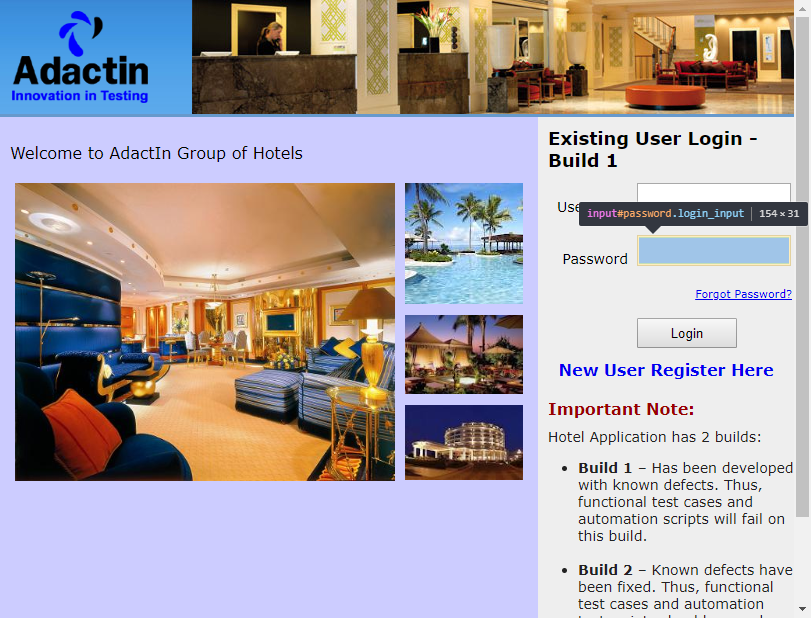 Adactin
Innovation in Testing
Welcome to AdactIn Group of Hotels
Existing User Login -
Build 1
input#password.login_input 154 × 31
Password
Forgot Password?
Login
New User Register Here
Important Note:
Hotel Application has 2 builds:
• Build 1 – Has been developed
with known defects. Thus,
functional test cases and
automation scripts will fail on
this build.
• Build 2 – Known defects have
been fixed. Thus, functional
test cases and automation